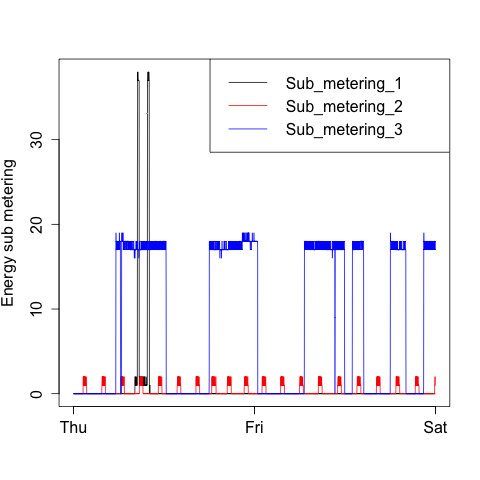 Sub_metering_1
Sub_metering_2
Sub_metering_3
Energy sub metering
30
20
10
0
Thu Fri Sat